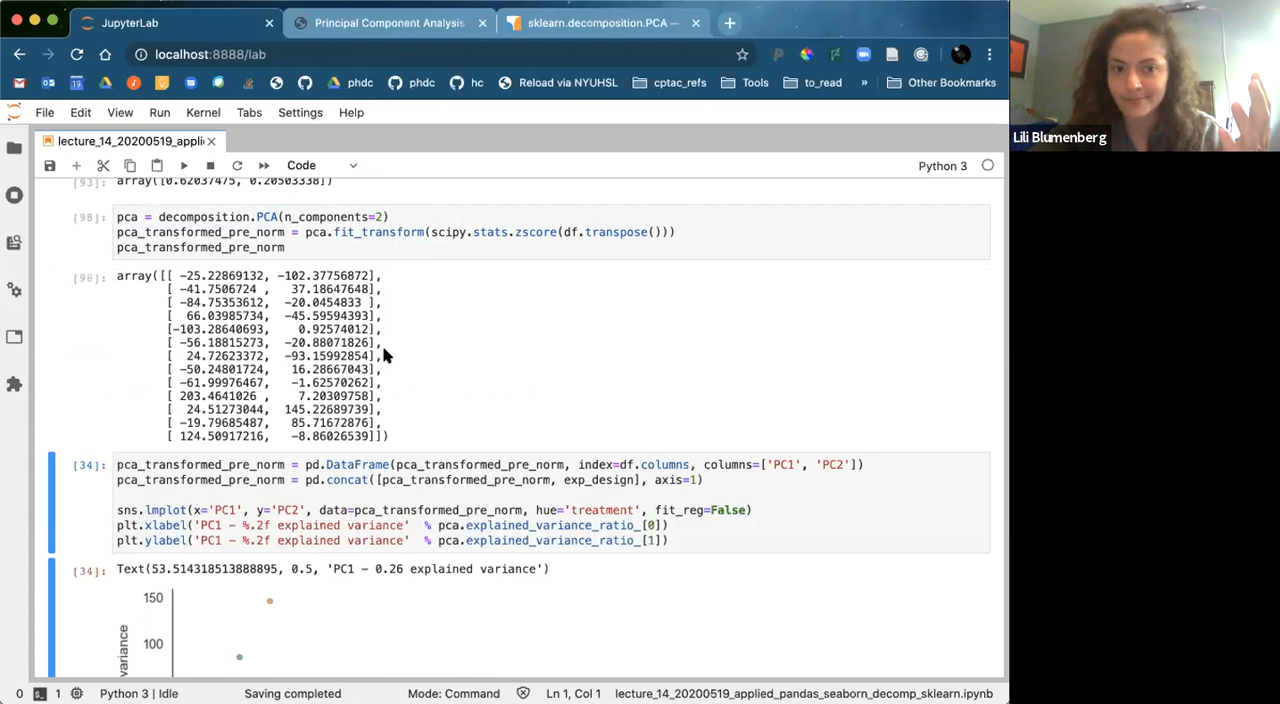 JupyterLab
Principal Component Analysis
sklearn.decomposition.PCA —
localhost:8888/lab
phdc
phdc
hc
Reload via NYUHSL
cptac_refs
Tools
to_read
»
Other Bookmarks
File Edit View Run Kernel Tabs Settings Help
lecture_14_20200519_appli
Code
Python 3
[93]: array([0.62037475, 0.20503338])
[98]: pca = decomposition.PCA(n_components=2)
pca_transformed_pre_norm = pca.fit_transform(scipy.stats.zscore(df.transpose()))
pca_transformed_pre_norm
[98]: array([[ -25.22869132, -102.37756872],
[ -41.7506724 , 37.18647648],
[ -84.75353612, -20.0454833 ],
[ 66.03985734, -45.59594393],
[-103.28640693, 0.92574012],
[ -56.18815273, -20.88071826],
[ 24.72623372, -93.15992854],
[ -50.24801724, 16.28667043],
[ -61.99976467, -1.62570262],
[ 203.4641026 , 7.20309758],
[ 24.51273044, 145.22689739],
[ -19.79685487, 85.71672876],
[ 124.50917216, -8.86026539]])
[34]: pca_transformed_pre_norm = pd.DataFrame(pca_transformed_pre_norm, index=df.columns, columns=['PC1', 'PC2'])
pca_transformed_pre_norm = pd.concat([pca_transformed_pre_norm, exp_design], axis=1)
sns.lmplot(x='PC1', y='PC2', data=pca_transformed_pre_norm, hue='treatment', fit_reg=False)
plt.xlabel('PC1 - %.2f explained variance' % pca.explained_variance_ratio_[0])
plt.ylabel('PC1 - %.2f explained variance' % pca.explained_variance_ratio_[1])
[34]: Text(53.514318513888895, 0.5, 'PC1 - 0.26 explained variance')
150
100
variance
0
1
Python 3 | Idle
Saving completed
Mode: Command
Ln 1, Col 1
lecture_14_20200519_applied_pandas_seaborn_decomp_sklearn.ipynb
Lili Blumenberg